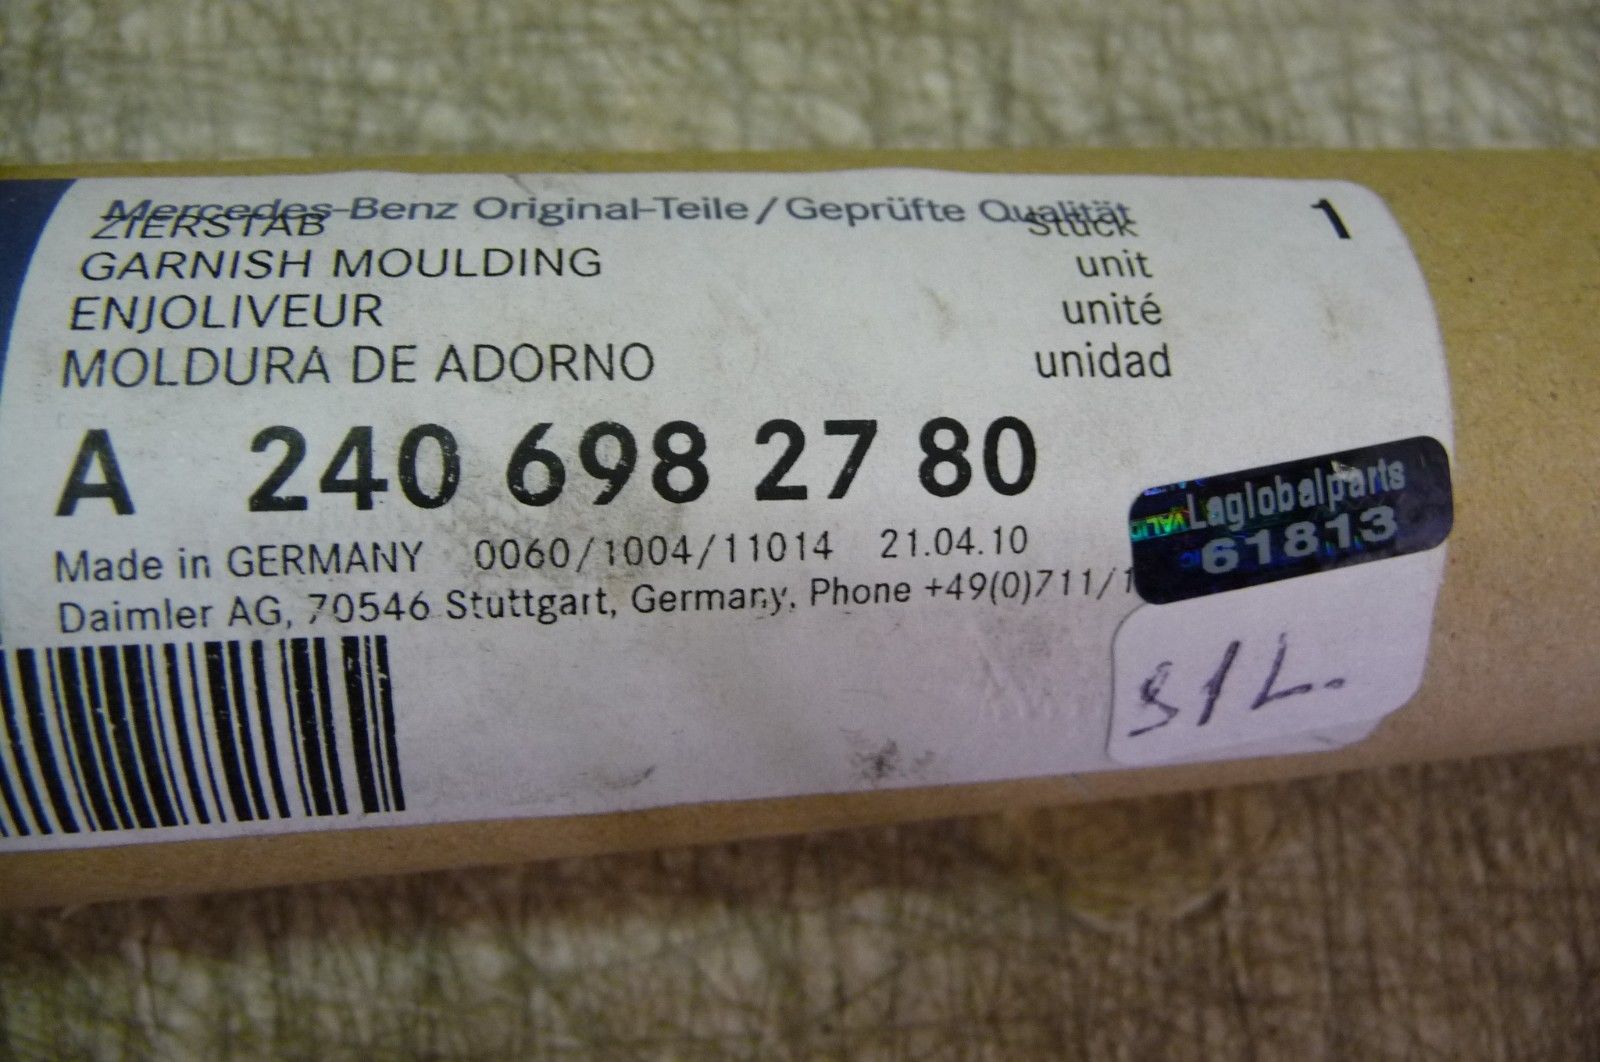 Mercedes-Benz Original-Teile/Geprüfte Qualität
ZIERSTAB Stück 1
GARNISH MOULDING unit
ENJOLIVEUR unité
MOLDURA DE ADORNO unidad
A 240 698 27 80
Made in GERMANY 0060/1004/11014 21.04.10
Daimler AG, 70546 Stuttgart, Germany, Phone +49(0)711/1
Laglobalparts
VALID
61813
S/L.